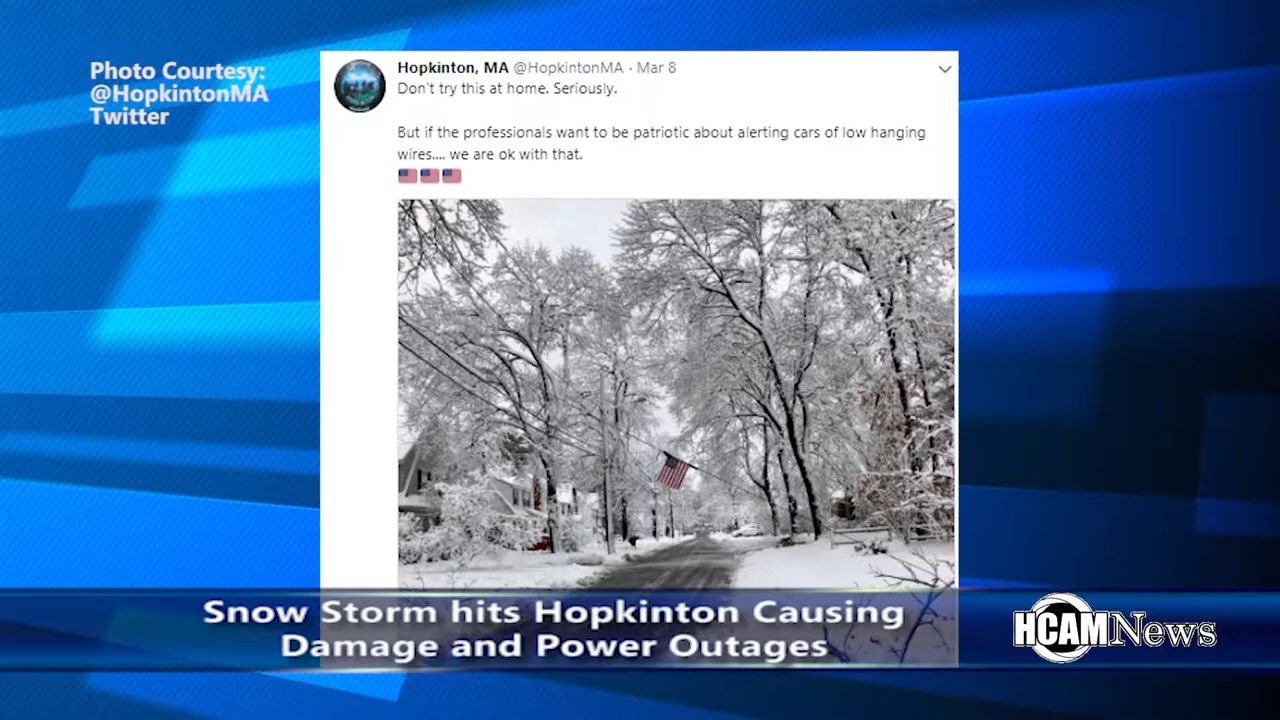 Photo Courtesy:
@HopkintonMA
Twitter
Hopkinton, MA @HopkintonMA · Mar 8
Don't try this at home. Seriously.
But if the professionals want to be patriotic about alerting cars of low hanging
wires.... we are ok with that.
🇺🇸🇺🇸🇺🇸
Snow Storm hits Hopkinton Causing
Damage and Power Outages
HCAMNews